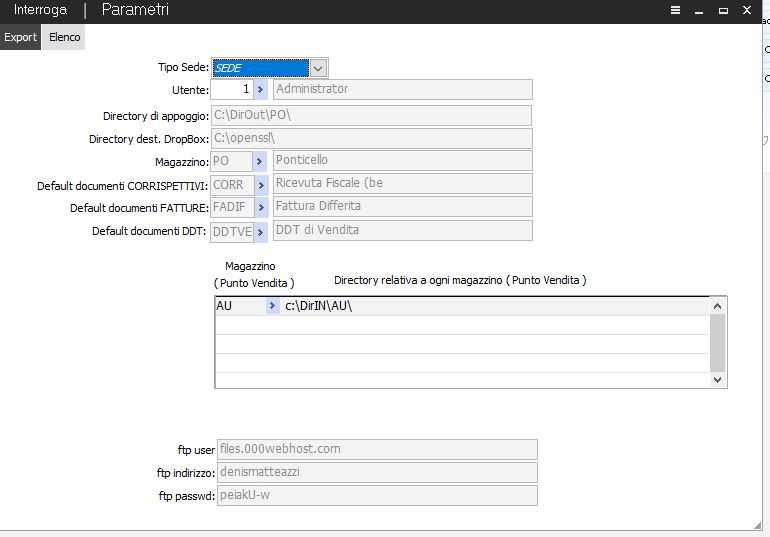 Interroga | Parametri
Export Elenco
Tipo Sede: SEDE
Utente: 1 Administrator
Directory di appoggio: C:\DirOut\PO\
Directory dest. DropBox: C:\openssl\
Magazzino: PO Ponticello
Default documenti CORRISPETTIVI: CORR Ricevuta Fiscale (be
Default documenti FATTURE: FADIF Fattura Differita
Default documenti DDT: DDTVE DDT di Vendita
Magazzino
( Punto Vendita ) Directory relativa a ogni magazzino ( Punto Vendita )
AU c:\DirIN\AU\
ftp user files.000webhost.com
ftp indirizzo: denismatteazzi
ftp passwd: peiakU-w